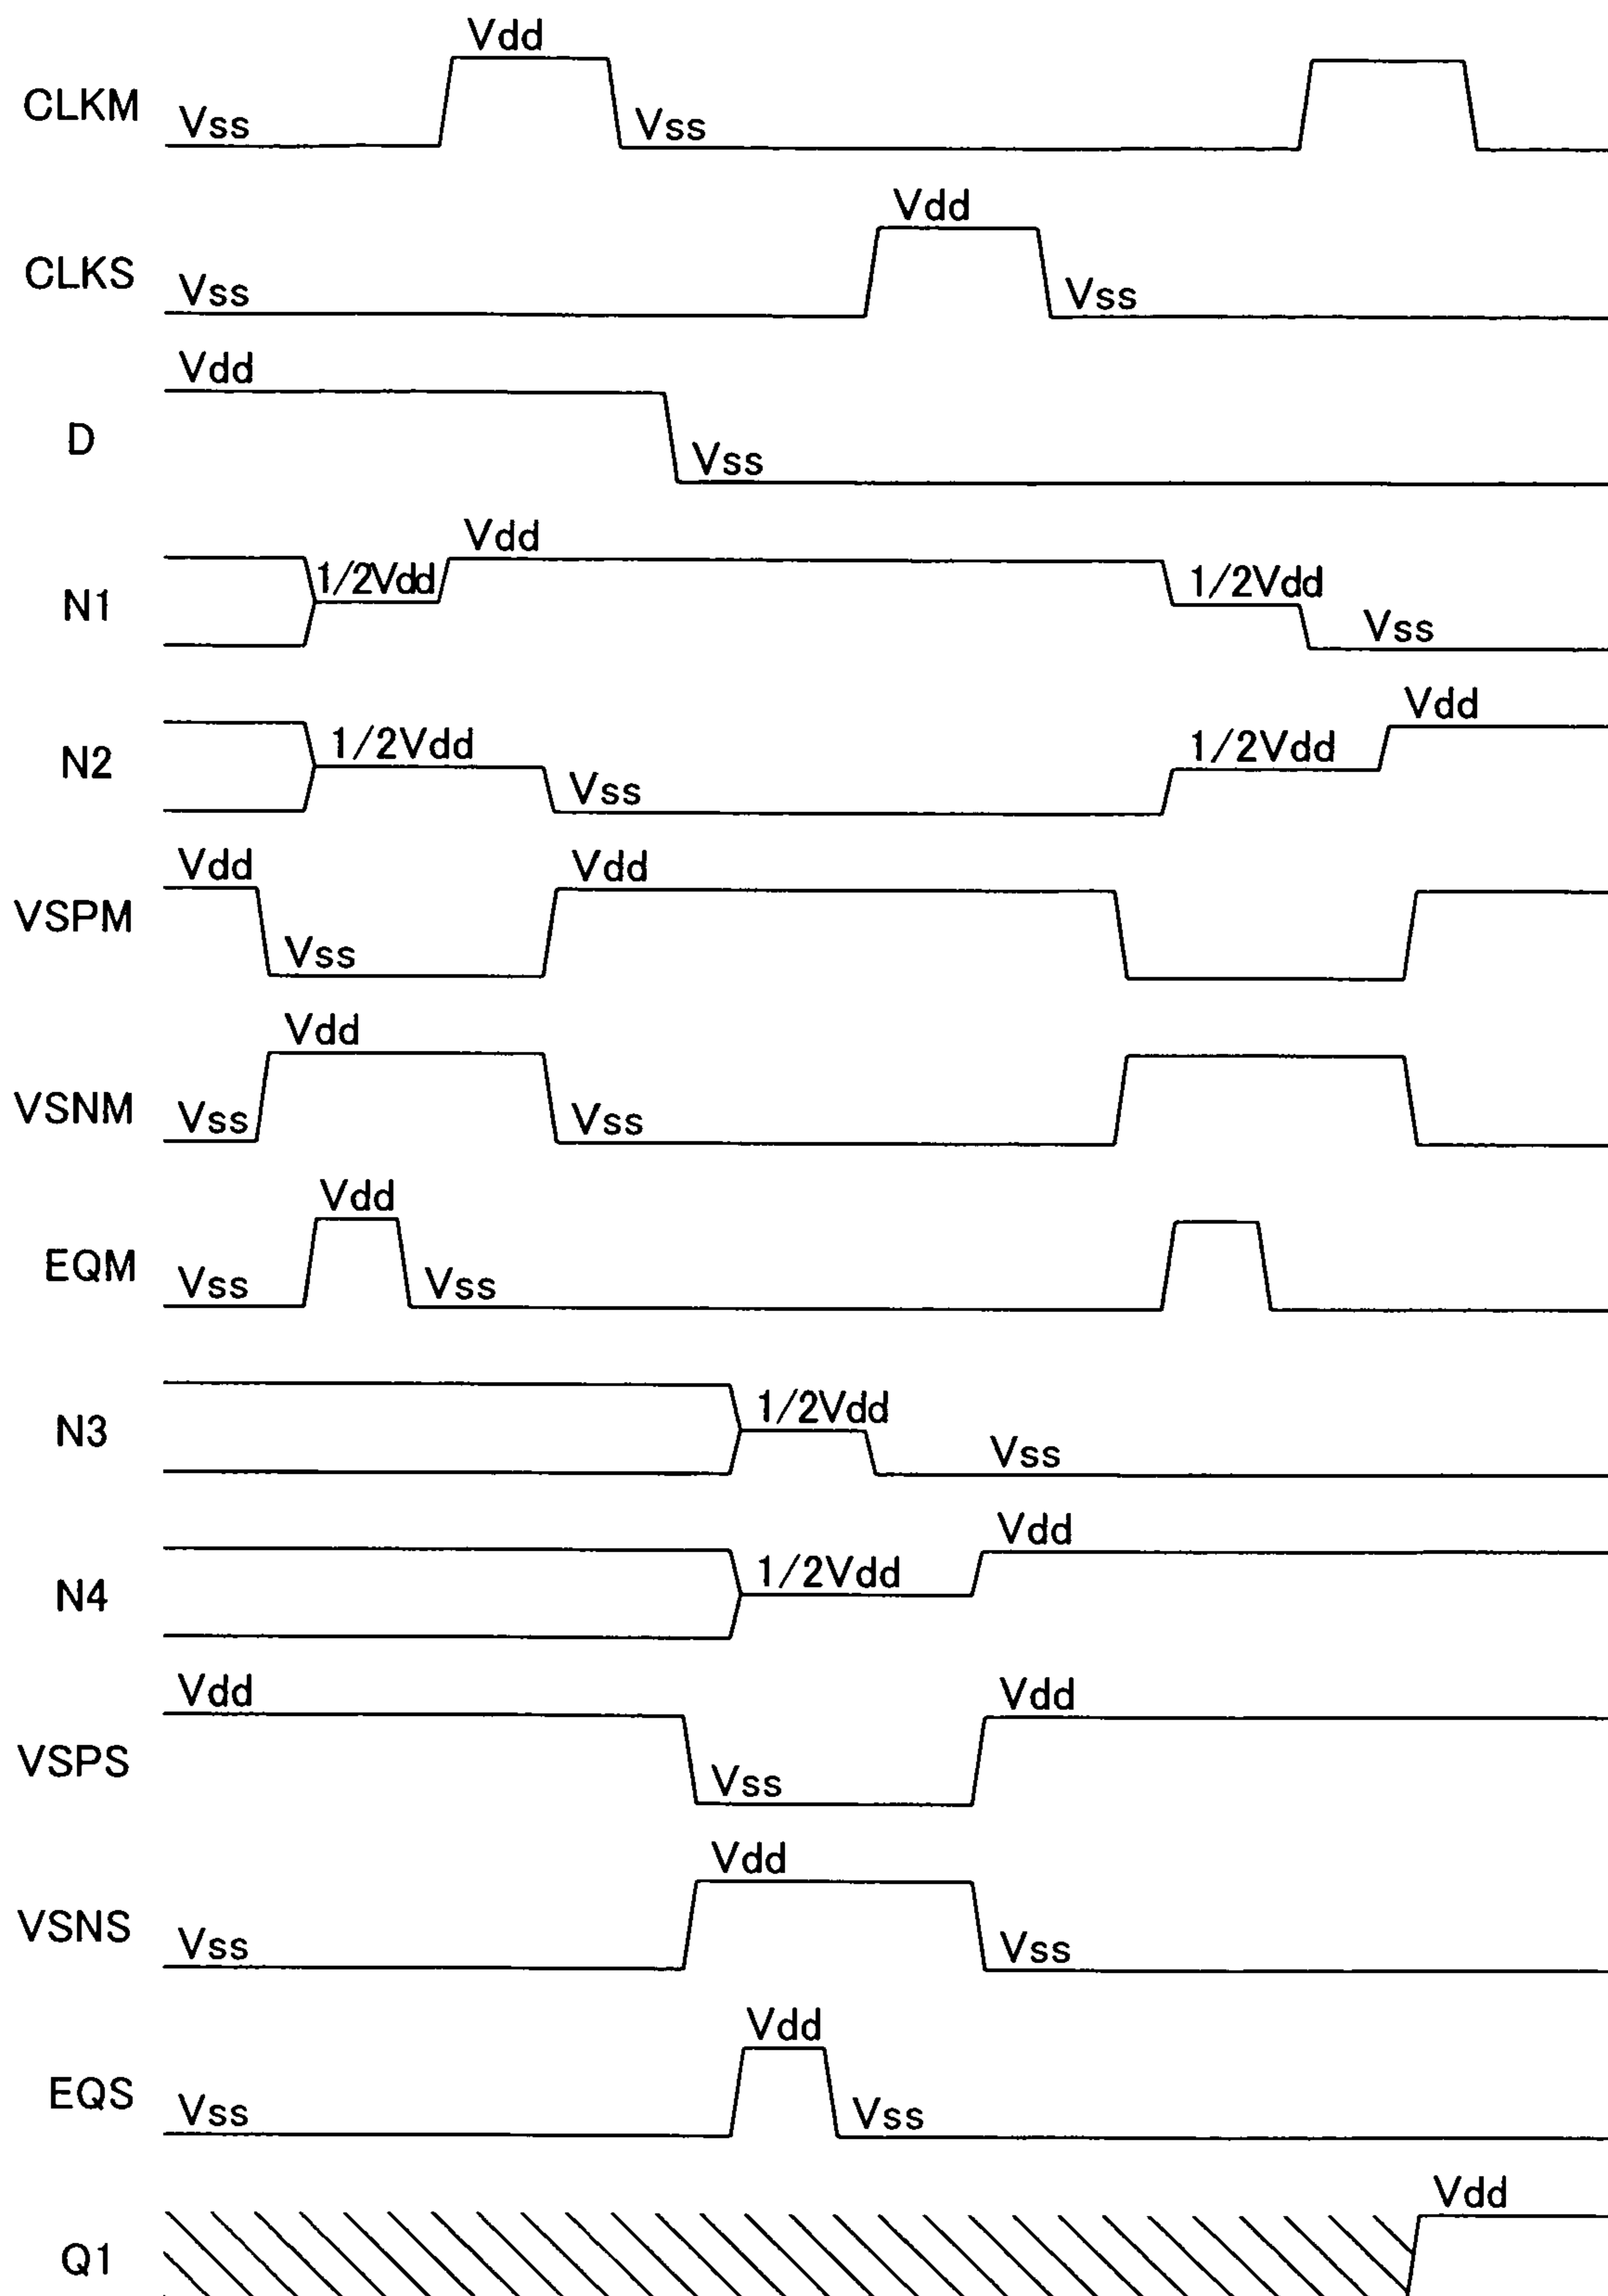 Vdd
CLKM Vss Vss
Vdd
CLKS Vss Vss
Vdd
D Vss
Vdd
N1 1/2Vdd 1/2Vdd Vss
Vdd
N2 1/2Vdd Vss 1/2Vdd
Vdd Vdd
VSPM Vss
Vdd
VSNM Vss Vss
Vdd
EQM Vss Vss
N3 1/2Vdd Vss
Vdd
N4 1/2Vdd
Vdd Vdd
VSPS Vss
Vdd
VSNS Vss Vss
Vdd
EQS Vss Vss
Vdd
Q1